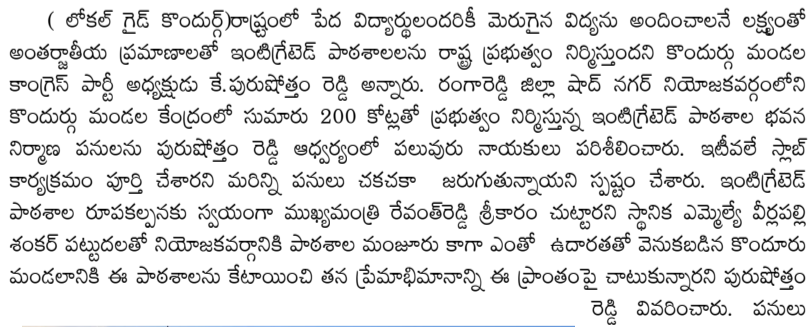 ( లోకల్ గైడ్ కొందుర్గ్)రాష్ట్రంలో పేద విద్యార్థులందరికీ మెరుగైన విద్యను అందించాలనే లక్ష్యంతో
అంతర్జాతీయ ప్రమాణాలతో ఇంటిగ్రేటెడ్ పాఠశాలలను రాష్ట్ర ప్రభుత్వం నిర్మిస్తుందని కొందుర్గు మండల
కాంగ్రెస్ పార్టీ అధ్యక్షుడు కే.పురుషోత్తం రెడ్డి అన్నారు. రంగారెడ్డి జిల్లా షాద్ నగర్ నియోజకవర్గంలోని
కొందుర్గు మండల కేంద్రంలో సుమారు 200 కోట్లతో ప్రభుత్వం నిర్మిస్తున్న ఇంటిగ్రేటెడ్ పాఠశాల భవన
నిర్మాణ పనులను పురుషోత్తం రెడ్డి ఆధ్వర్యంలో పలువురు నాయకులు పరిశీలించారు. ఇటీవలే స్లాబ్
కార్యక్రమం పూర్తి చేశారని మరిన్ని పనులు చకచకా జరుగుతున్నాయని స్పష్టం చేశారు. ఇంటిగ్రేటెడ్
పాఠశాల రూపకల్పనకు స్వయంగా ముఖ్యమంత్రి రేవంత్‌రెడ్డి శ్రీకారం చుట్టారని స్థానిక ఎమ్మెల్యే వీర్లపల్లి
శంకర్ పట్టుదలతో నియోజకవర్గానికి పాఠశాల మంజూరు కాగా ఎంతో ఉదారతతో వెనుకబడిన కొందూరు
మండలానికి ఈ పాఠశాలను కేటాయించి తన ప్రేమాభిమానాన్ని ఈ ప్రాంతంపై చాటుకున్నారని పురుషోత్తం
రెడ్డి వివరించారు. పనులు